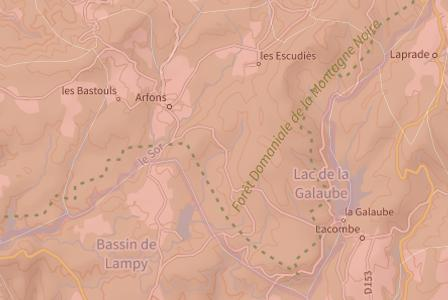 les Escudiès
Laprade
les Bastouls
Arfons
Forêt Domaniale de la Montagne Noire
le Sor
Lac de la
Galaube
la Galaube
Lacombe
Bassin de
Lampy
D153